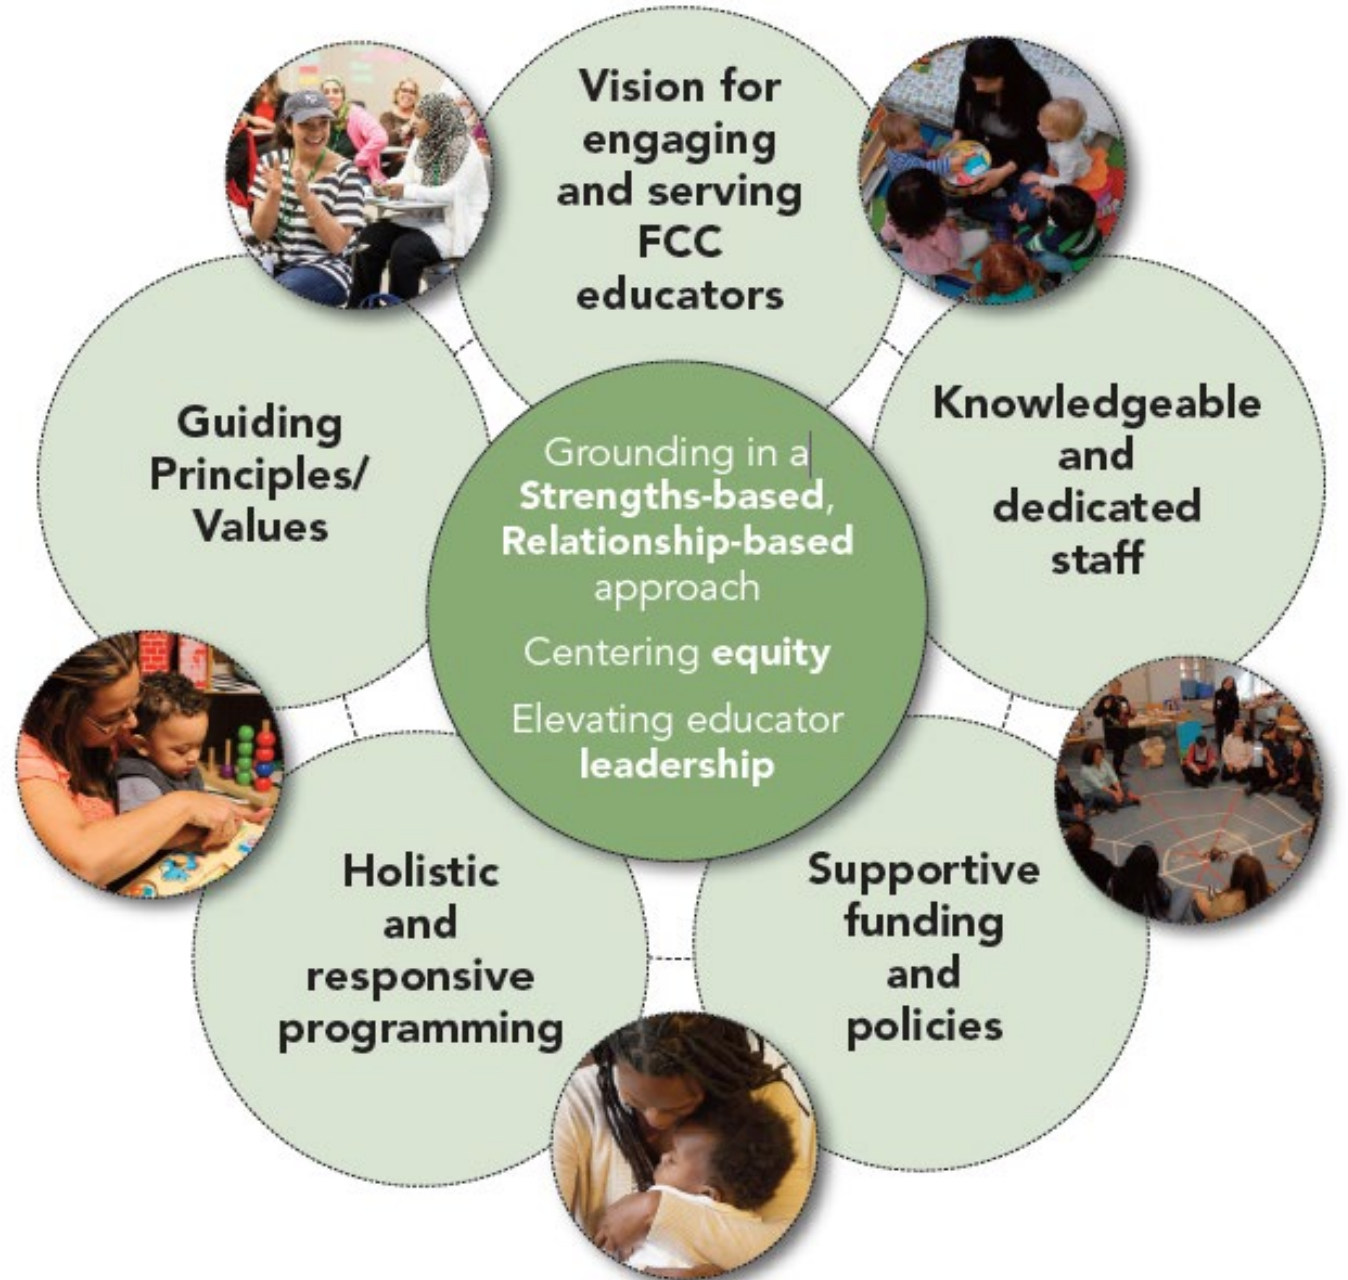 Vision for
engaging
and serving
FCC
educators
Knowledgeable
and
dedicated
staff
Supportive
funding
and
policies
Holistic
and
responsive
programming
Guiding
Principles/
Values
Grounding in a
Strengths-based,
Relationship-based
approach
Centering equity
Elevating educator
leadership